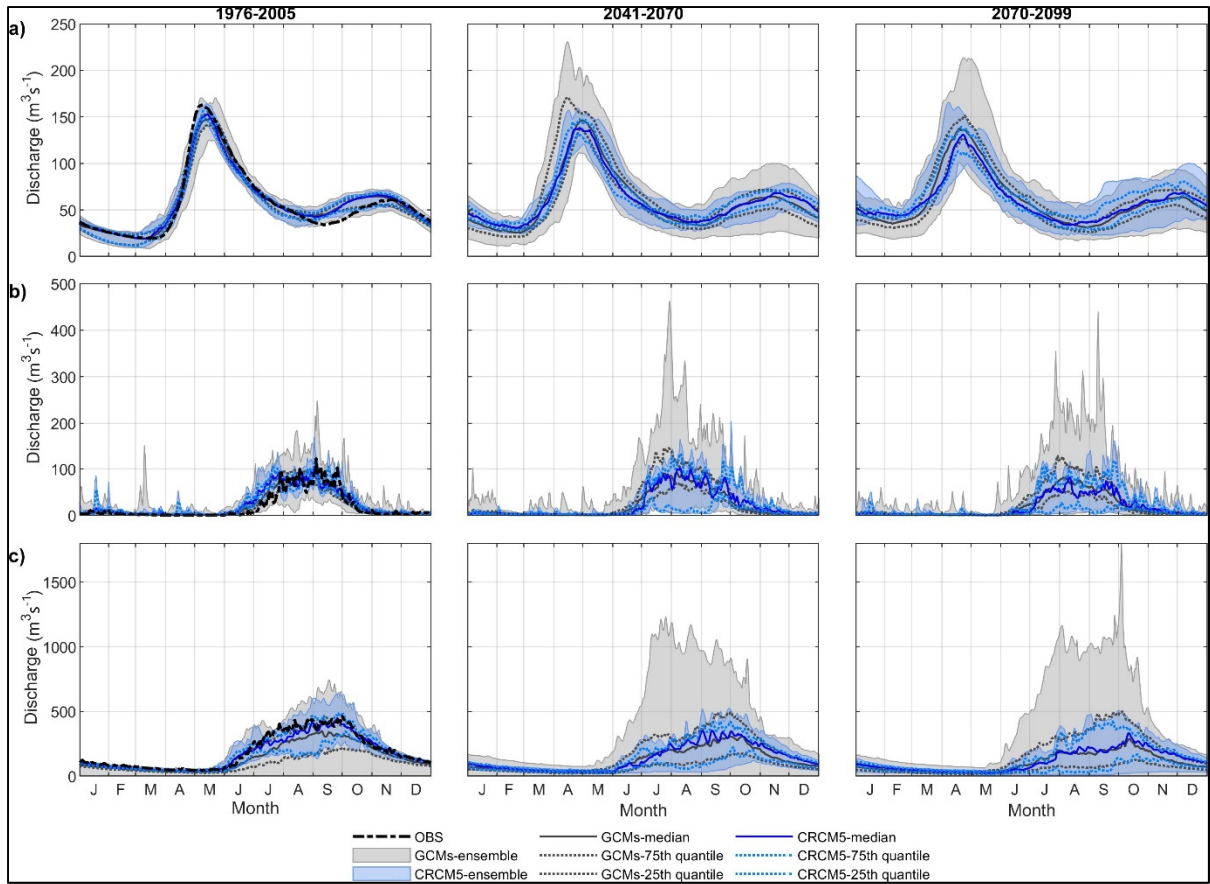 1976-2005 2041-2070 2070-2099
a)
250
200
150
100
50
0
Discharge (m³s⁻¹)
b)
500
400
300
200
100
0
Discharge (m³s⁻¹)
c)
1500
1000
500
0
Discharge (m³s⁻¹)
J F M A M J J A S O N D J F M A M J J A S O N D J F M A M J J A S O N D
Month Month Month
OBS GCMs-median CRCM5-median
GCMs-ensemble GCMs-75th quantile CRCM5-75th quantile
CRCM5-ensemble GCMs-25th quantile CRCM5-25th quantile